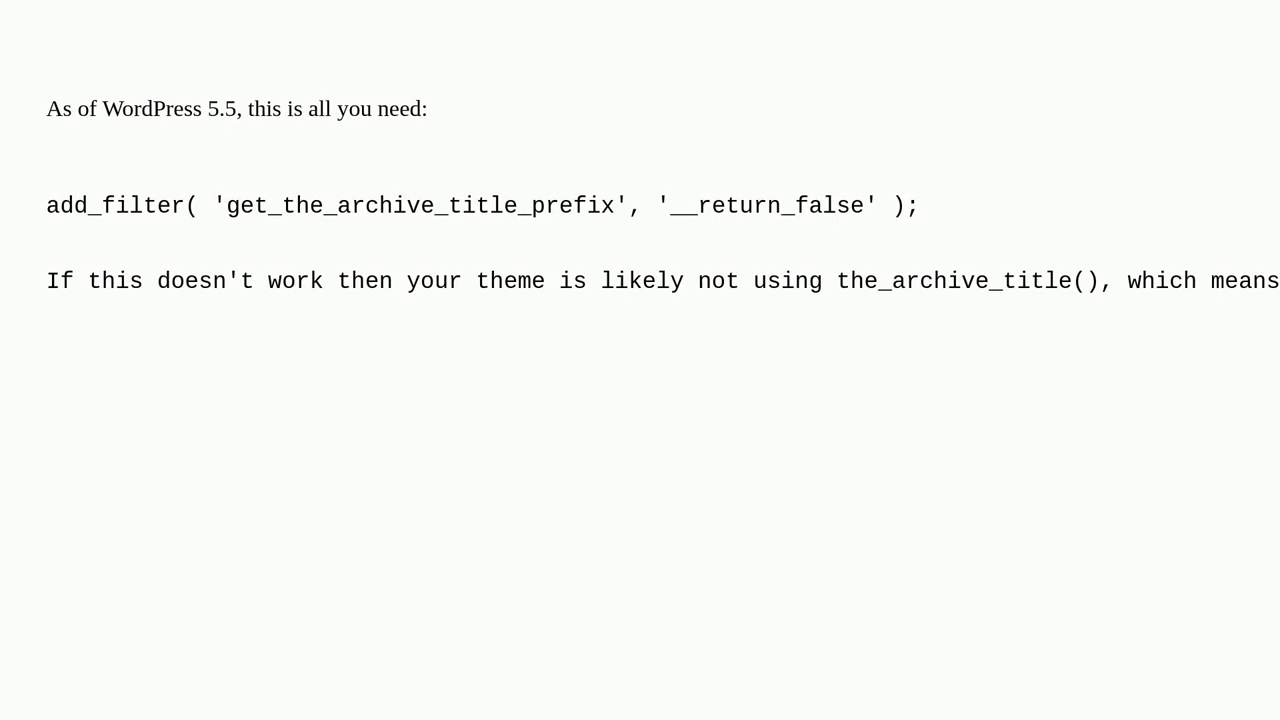 As of WordPress 5.5, this is all you need:
add_filter( 'get_the_archive_title_prefix', '__return_false' );
If this doesn't work then your theme is likely not using the_archive_title(), which means